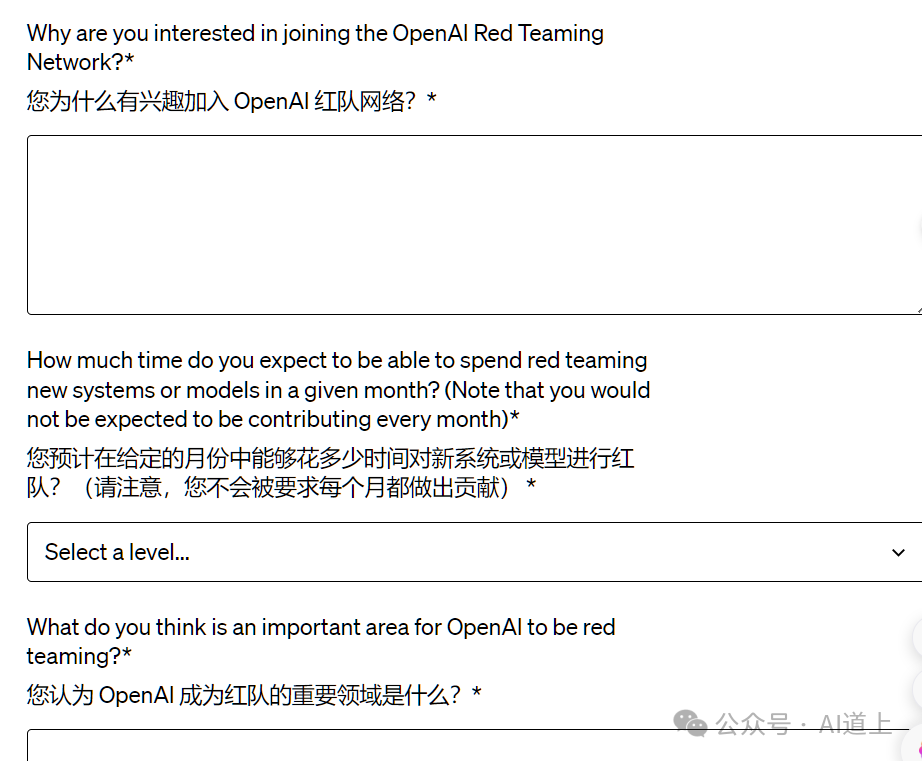 Why are you interested in joining the OpenAI Red Teaming
Network?*
您为什么有兴趣加入 OpenAI 红队网络？*
How much time do you expect to be able to spend red teaming
new systems or models in a given month? (Note that you would
not be expected to be contributing every month)*
您预计在给定的月份中能够花多少时间对新系统或模型进行红
队？（请注意，您不会被要求每个月都做出贡献） *
Select a level...
What do you think is an important area for OpenAI to be red
teaming?*
您认为 OpenAI 成为红队的重要领域是什么？*
公众号 · AI道上